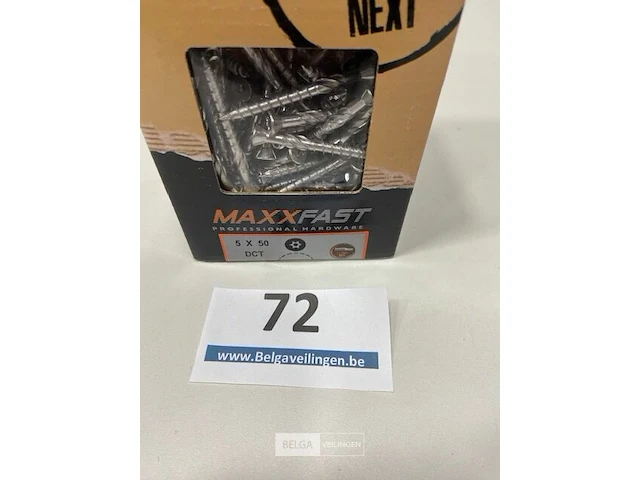 NEXT
MAXXFAST
PROFESSIONAL HARDWARE
5 X 50
DCT
72
www.Belgaveilingen.be
BELGA VEILINGEN